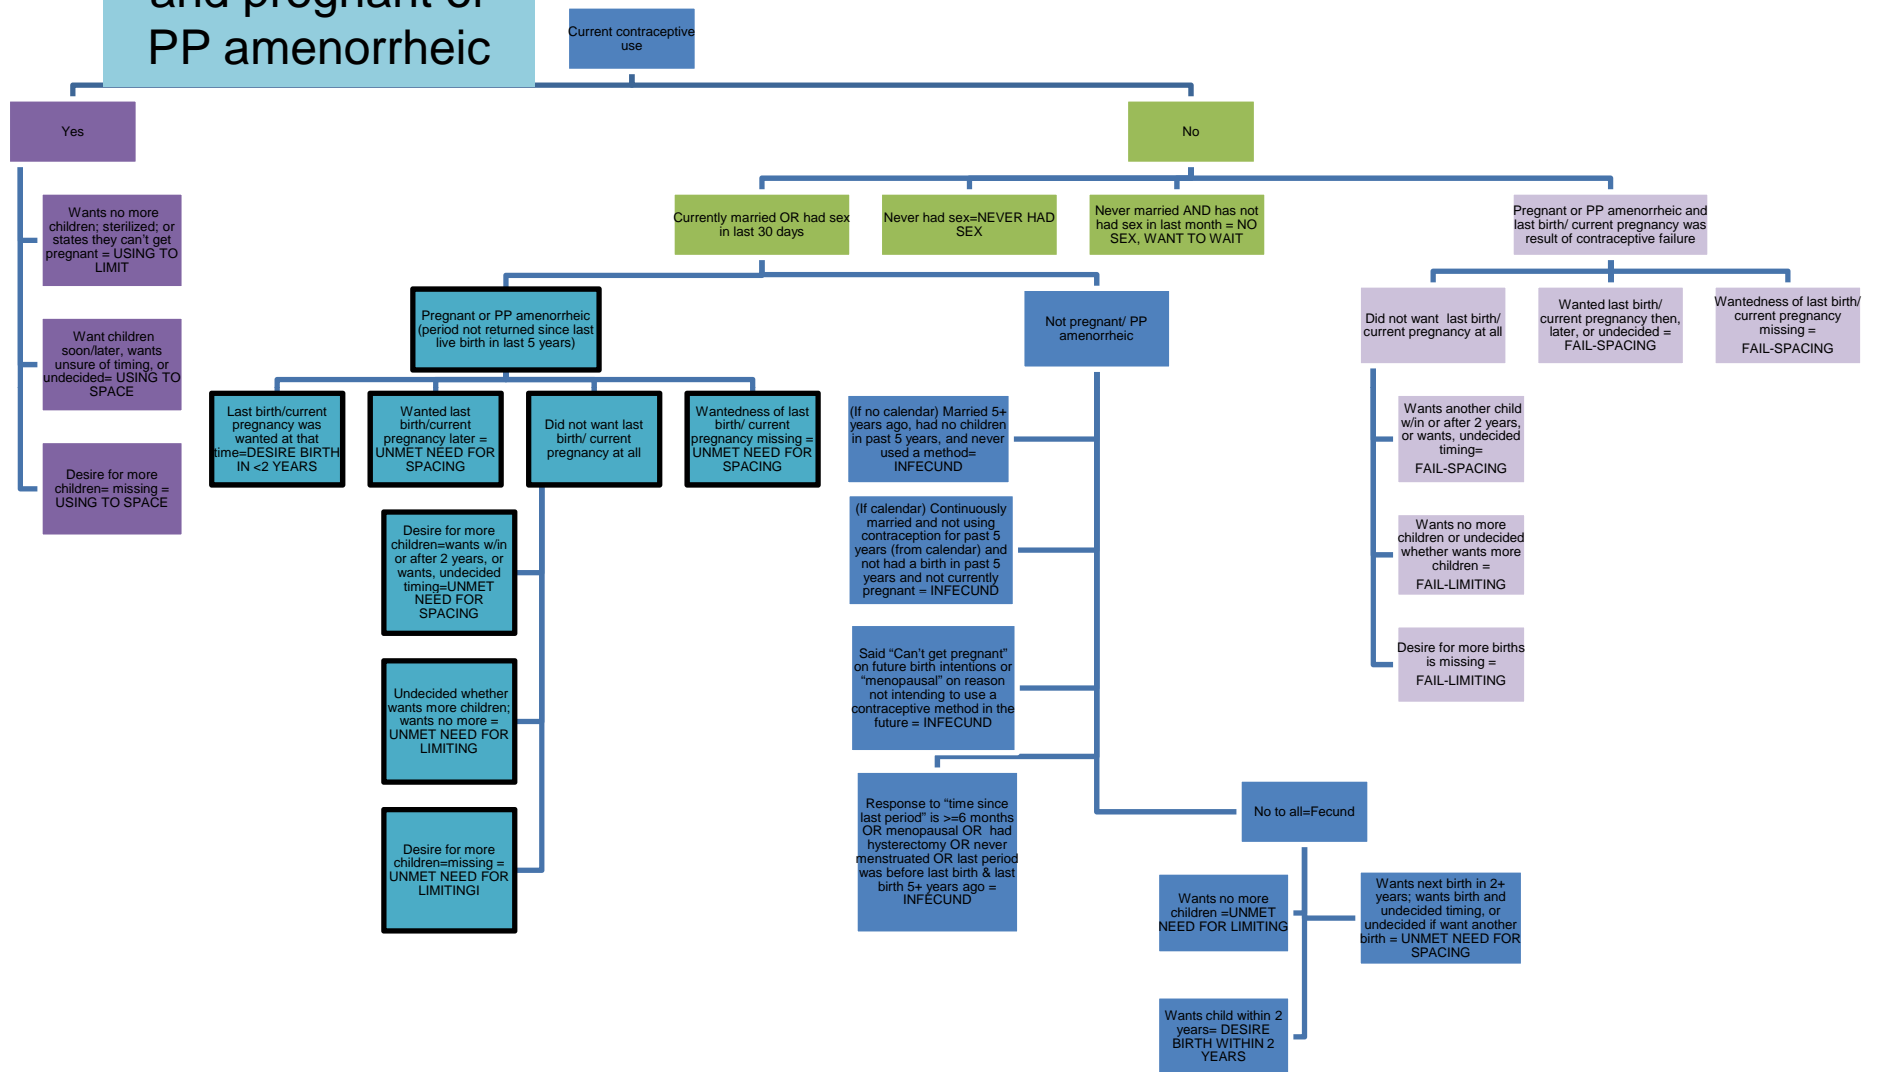 and pregnant or
PP amenorrheic
Current contraceptive
use
Yes
No
Wants no more
children; sterilized; or
states they can't get
pregnant = USING TO
LIMIT
Want children
soon/later, wants
unsure of timing, or
undecided= USING TO
SPACE
Desire for more
children= missing =
USING TO SPACE
Currently married OR had sex
in last 30 days
Never had sex=NEVER HAD
SEX
Never married AND has not
had sex in last month = NO
SEX, WANT TO WAIT
Pregnant or PP amenorrheic and
last birth/ current pregnancy was
result of contraceptive failure
Pregnant or PP amenorrheic
(period not returned since last
live birth in last 5 years)
Not pregnant/ PP
amenorrheic
Last birth/current
pregnancy was
wanted at that
time=DESIRE BIRTH
IN <2 YEARS
Wanted last
birth/current
pregnancy later =
UNMET NEED FOR
SPACING
Did not want last
birth/ current
pregnancy at all
Wantedness of last
birth/ current
pregnancy missing =
UNMET NEED FOR
SPACING
Desire for more
children=wants w/in
or after 2 years, or
wants, undecided
timing=UNMET
NEED FOR
SPACING
Undecided whether
wants more children;
wants no more =
UNMET NEED FOR
LIMITING
Desire for more
children=missing =
UNMET NEED FOR
LIMITINGI
(If no calendar) Married 5+
years ago, had no children
in past 5 years, and never
used a method=
INFECUND
(If calendar) Continuously
married and not using
contraception for past 5
years (from calendar) and
not had a birth in past 5
years and not currently
pregnant = INFECUND
Said “Can't get pregnant”
on future birth intentions or
“menopausal” on reason
not intending to use a
contraceptive method in the
future = INFECUND
Response to “time since
last period” is >=6 months
OR menopausal OR  had
hysterectomy OR never
menstruated OR last period
was before last birth & last
birth 5+ years ago =
INFECUND
No to all=Fecund
Wants no more
children =UNMET
NEED FOR LIMITING
Wants next birth in 2+
years; wants birth and
undecided timing, or
undecided if want another
birth = UNMET NEED FOR
SPACING
Wants child within 2
years= DESIRE
BIRTH WITHIN 2
YEARS
Did not want  last birth/
current pregnancy at all
Wanted last birth/
current pregnancy then,
later, or undecided =
FAIL-SPACING
Wantedness of last birth/
current pregnancy
missing =
FAIL-SPACING
Wants another child
w/in or after 2 years,
or wants, undecided
timing=
FAIL-SPACING
Wants no more
children or undecided
whether wants more
children =
FAIL-LIMITING
Desire for more births
is missing =
FAIL-LIMITING